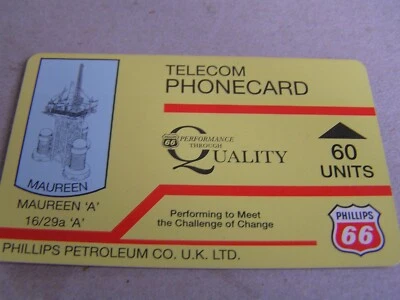 TELECOM
PHONECARD
66 PERFORMANCE
THROUGH
QUALITY
60
UNITS
MAUREEN
MAUREEN 'A'
16/29a 'A'
Performing to Meet
the Challenge of Change
PHILLIPS
66
PHILLIPS PETROLEUM CO. U.K. LTD.